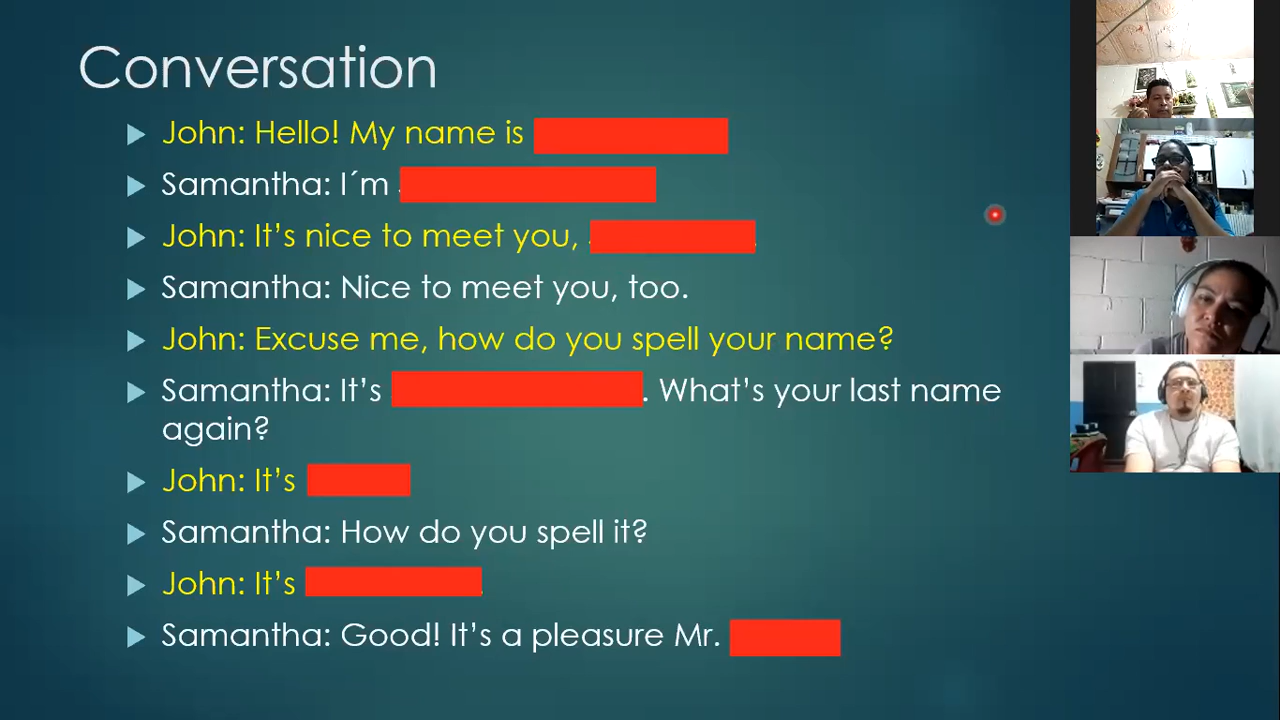 Conversation
John: Hello! My name is
Samantha: I´m
John: It's nice to meet you,
Samantha: Nice to meet you, too.
John: Excuse me, how do you spell your name?
Samantha: It's . What's your last name
again?
John: It's
Samantha: How do you spell it?
John: It's
Samantha: Good! It's a pleasure Mr.